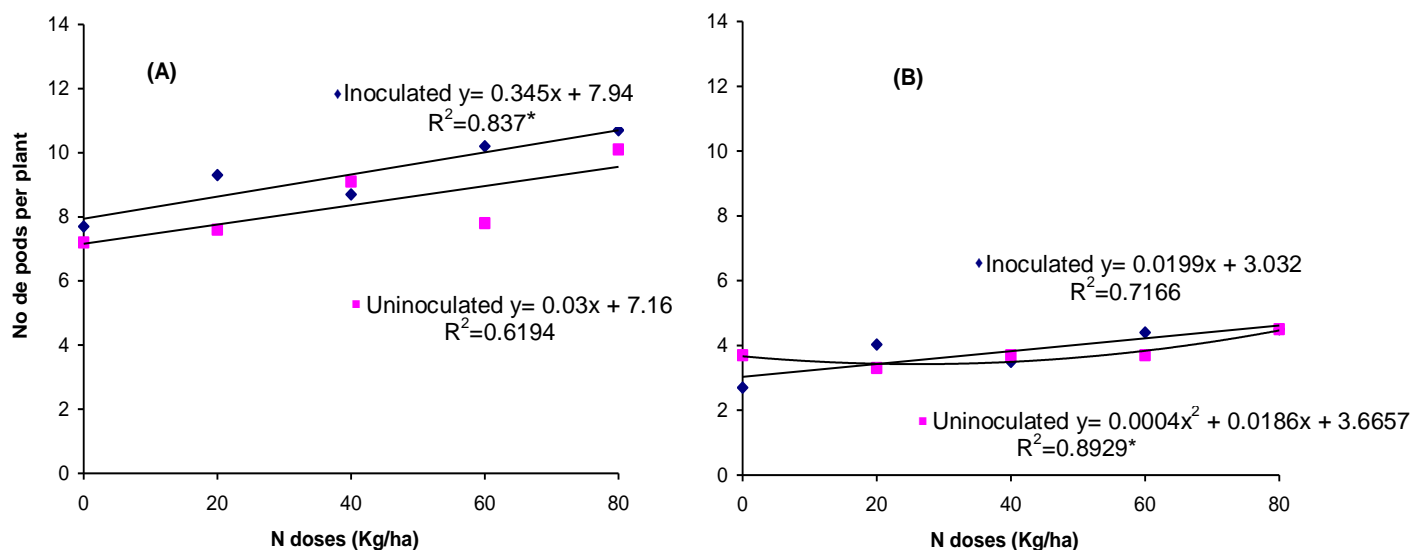 (A)
Inoculated y= 0.345x + 7.94
R²=0.837*
Uninoculated y= 0.03x + 7.16
R²=0.6194
No de pods per plant
14
12
10
8
6
4
2
0
0 20 40 60 80
N doses (Kg/ha)
(B)
Inoculated y= 0.0199x + 3.032
R²=0.7166
Uninoculated y= 0.0004x² + 0.0186x + 3.6657
R²=0.8929*
14
12
10
8
6
4
2
0
0 20 40 60 80
N doses (Kg/ha)